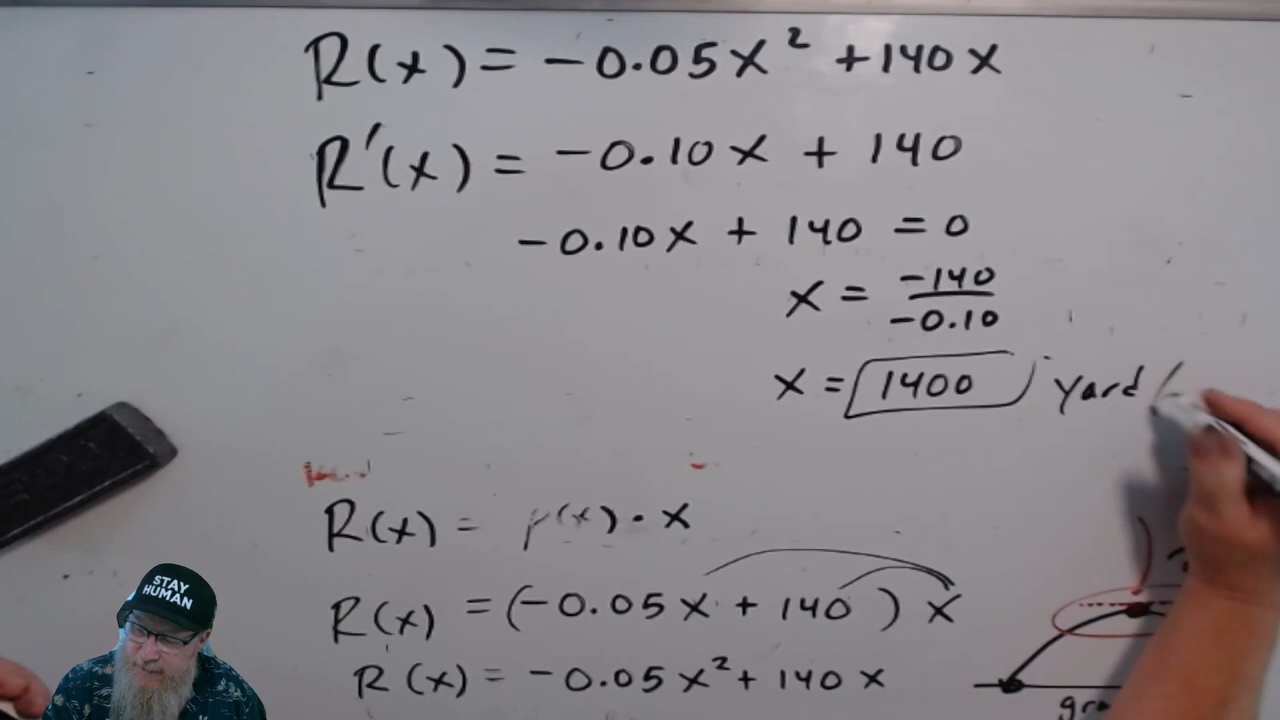 R(x) = -0.05x² + 140x
R'(x) = -0.10x + 140
-0.10x + 140 = 0
x = -140 / -0.10
x = 1400 yard
R(x) = p(x) · x
R(x) = (-0.05x + 140) x
R(x) = -0.05x² + 140x
STAY
HUMAN